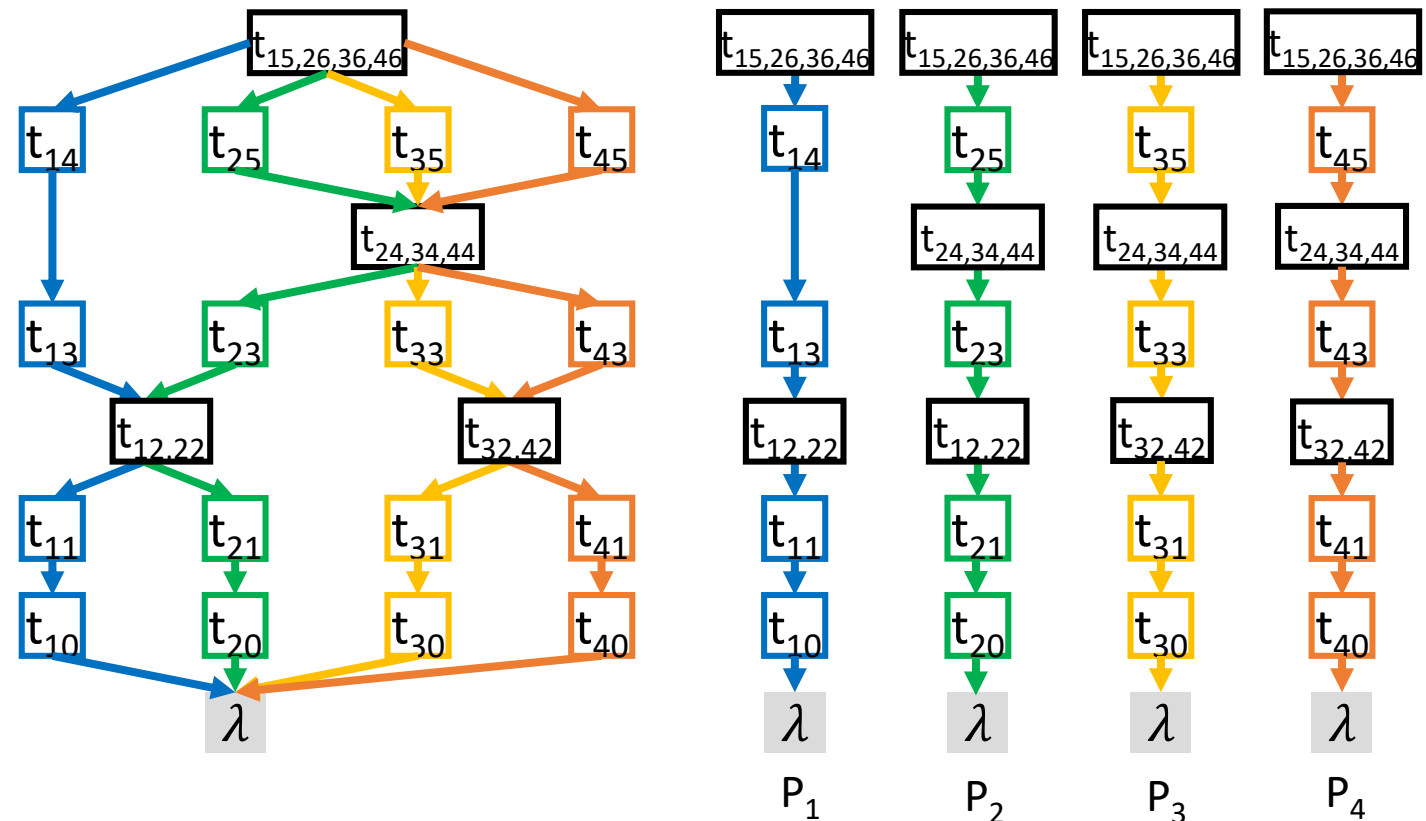 t15,26,36,46 t15,26,36,46 t15,26,36,46 t15,26,36,46 t15,26,36,46
t14 t25 t35 t45 t14 t25 t35 t45
t24,34,44 t24,34,44 t24,34,44 t24,34,44
t13 t23 t33 t43 t13 t23 t33 t43
t12,22 t32,42 t12,22 t12,22 t32,42 t32,42
t11 t21 t31 t41 t11 t21 t31 t41
t10 t20 t30 t40 t10 t20 t30 t40
λ λ λ λ λ
P1 P2 P3 P4